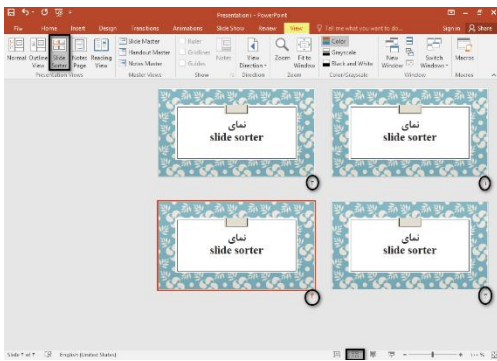 Presentation1 - PowerPoint
File Home Insert Design Transitions Animations Slide Show Review View Tell me what you want to do... Sign in Share
Normal Outline View Slide Sorter Notes Page Reading View
Slide Master
Handout Master
Notes Master
Ruler
Gridlines
Guides
Notes
View Direction
Zoom Fit to Window
Color
Grayscale
Black and White
New Window
Switch Windows
Macros
Presentation Views Master Views Show Direction Zoom Color/Grayscale Window Macros
نمای
slide sorter
نمای
slide sorter
نمای
slide sorter
نمای
slide sorter
English (United States)